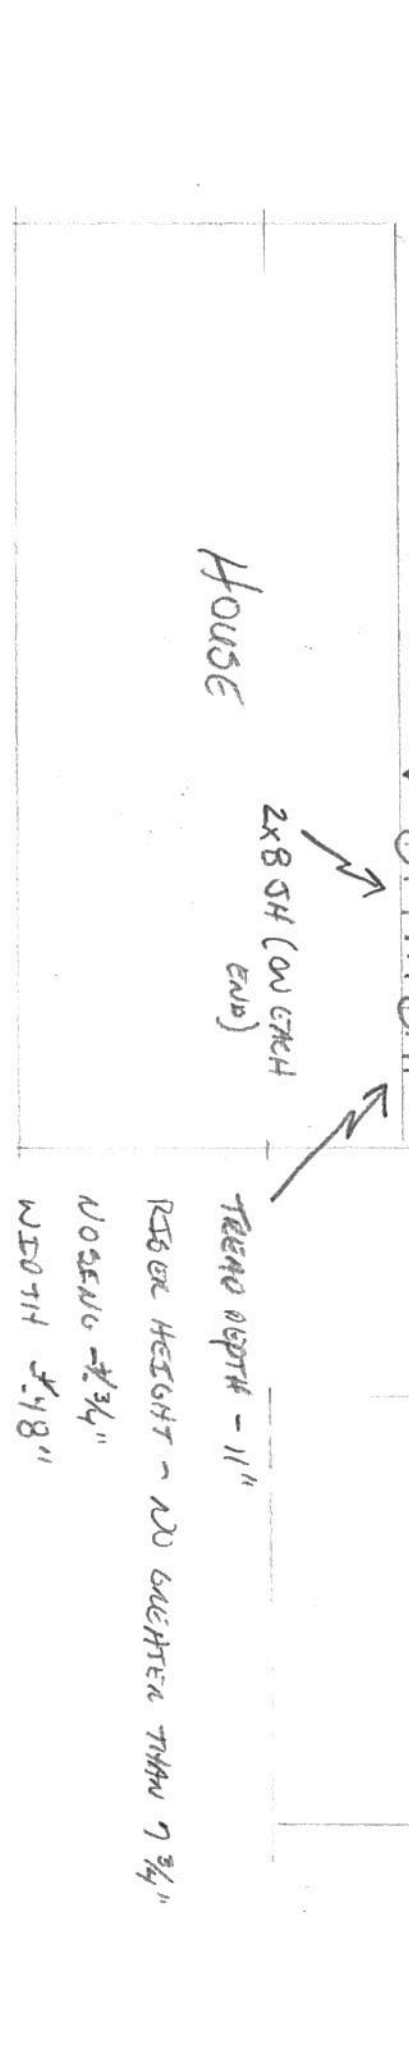 HOUSE
2x8 JH (ON EACH
END)
TREAD DEPTH - 11"
RISER HEIGHT - NO GREATER THAN 7 3/4"
NOSING - 3/4"
WIDTH 48"